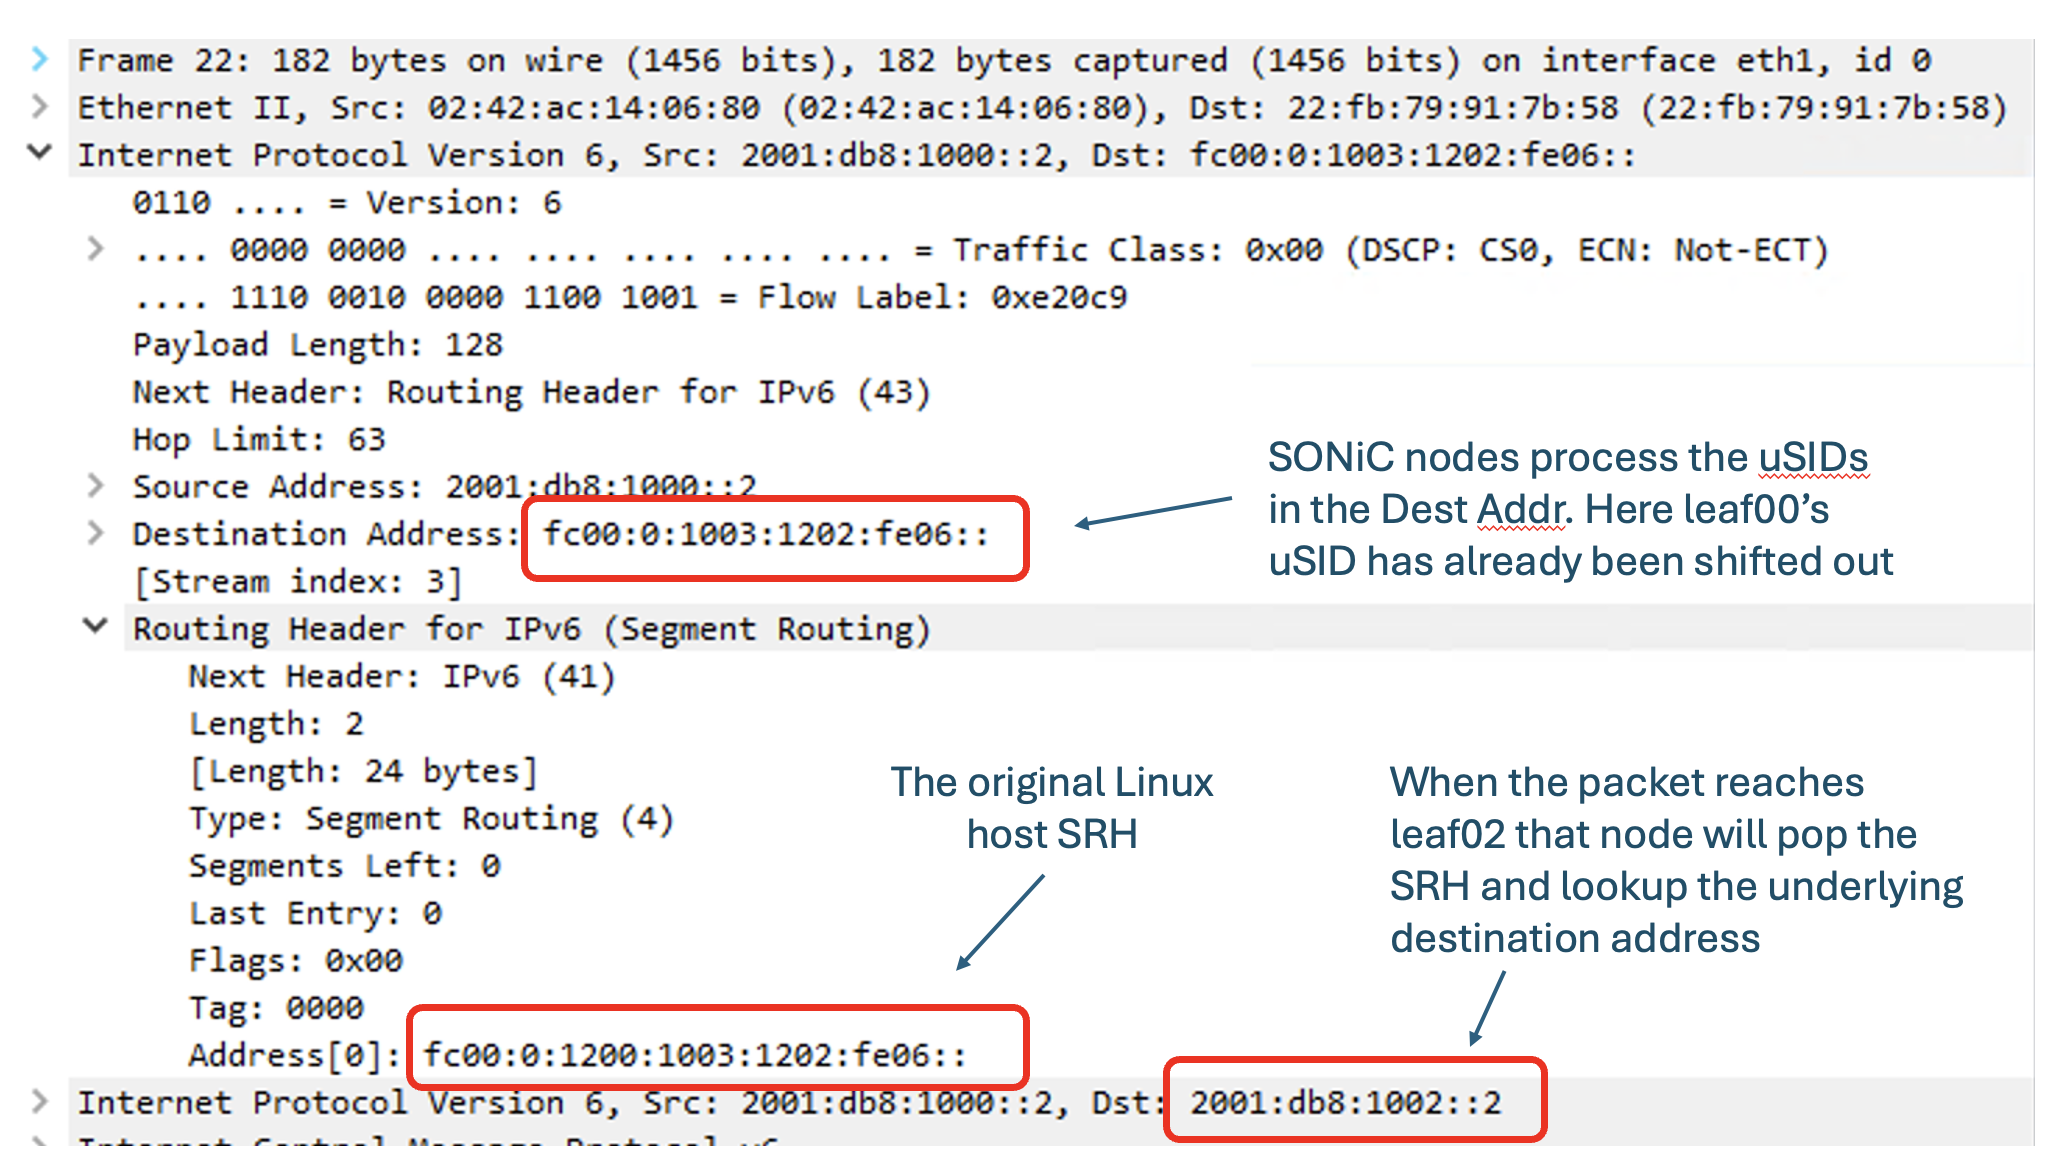 Frame 22: 182 bytes on wire (1456 bits), 182 bytes captured (1456 bits) on interface eth1, id 0
Ethernet II, Src: 02:42:ac:14:06:80 (02:42:ac:14:06:80), Dst: 22:fb:79:91:7b:58 (22:fb:79:91:7b:58)
Internet Protocol Version 6, Src: 2001:db8:1000::2, Dst: fc00:0:1003:1202:fe06::
0110 .... = Version: 6
.... 0000 0000 .... .... .... .... .... = Traffic Class: 0x00 (DSCP: CS0, ECN: Not-ECT)
.... 1110 0010 0000 1100 1001 = Flow Label: 0xe20c9
Payload Length: 128
Next Header: Routing Header for IPv6 (43)
Hop Limit: 63
Source Address: 2001:db8:1000::2
Destination Address: fc00:0:1003:1202:fe06::
[Stream index: 3]
SONiC nodes process the uSIDs
in the Dest Addr. Here leaf00’s
uSID has already been shifted out
Routing Header for IPv6 (Segment Routing)
Next Header: IPv6 (41)
Length: 2
[Length: 24 bytes]
Type: Segment Routing (4)
Segments Left: 0
Last Entry: 0
Flags: 0x00
Tag: 0000
Address[0]: fc00:0:1200:1003:1202:fe06::
The original Linux
host SRH
When the packet reaches
leaf02 that node will pop the
SRH and lookup the underlying
destination address
Internet Protocol Version 6, Src: 2001:db8:1000::2, Dst: 2001:db8:1002::2
Internet Control Message Protocol v6